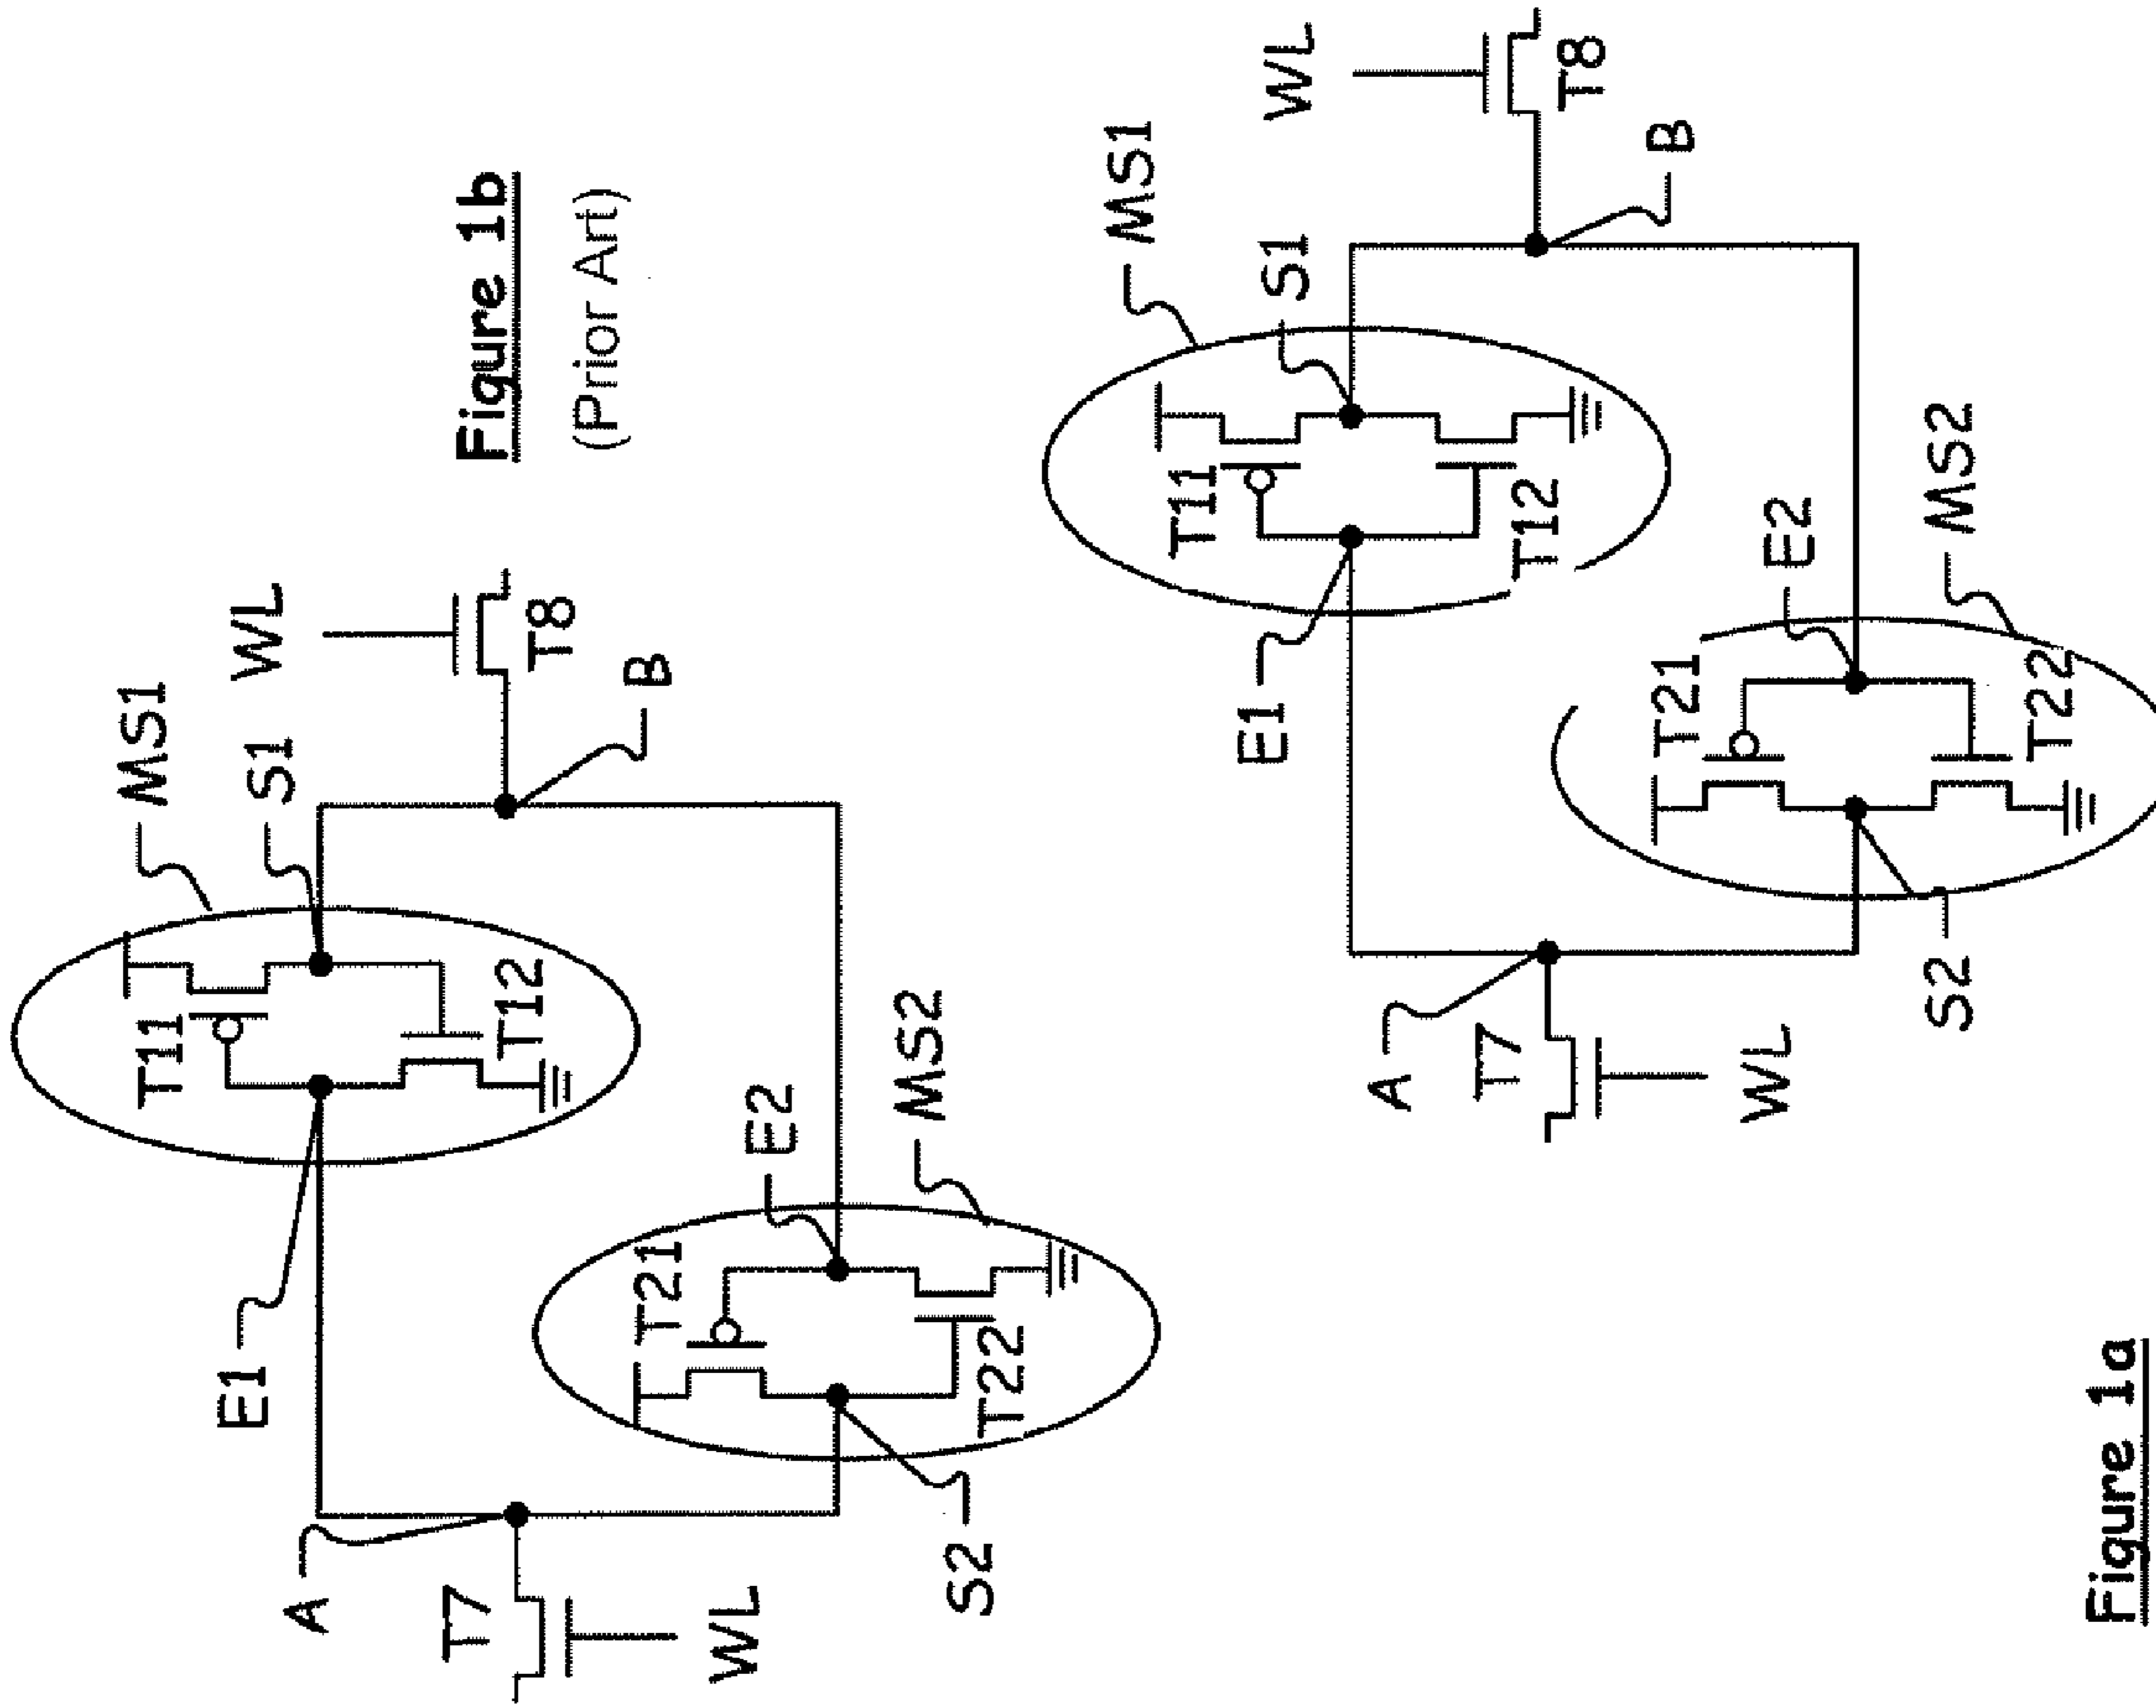 MS1
T11
E1
WL
S1
A
T7
T12
T8
B
T21
WL
E2
MS2
S2
T22
Figure 1b
(Prior Art)
MS1
T11
E1
S1
WL
A
T7
T12
T8
B
T21
WL
E2
S2
MS2
T22
Figure 1a